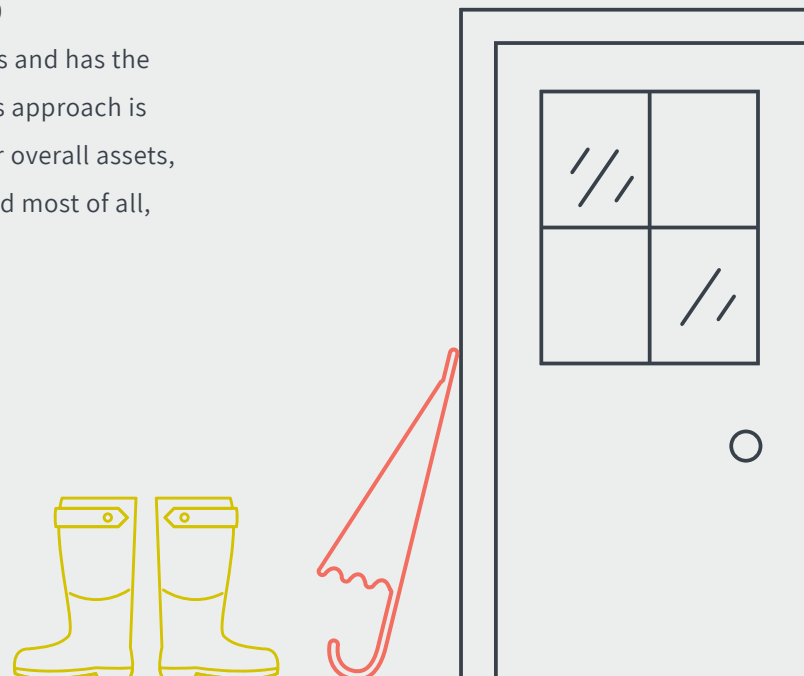 s and has the
s approach is
r overall assets,
d most of all,